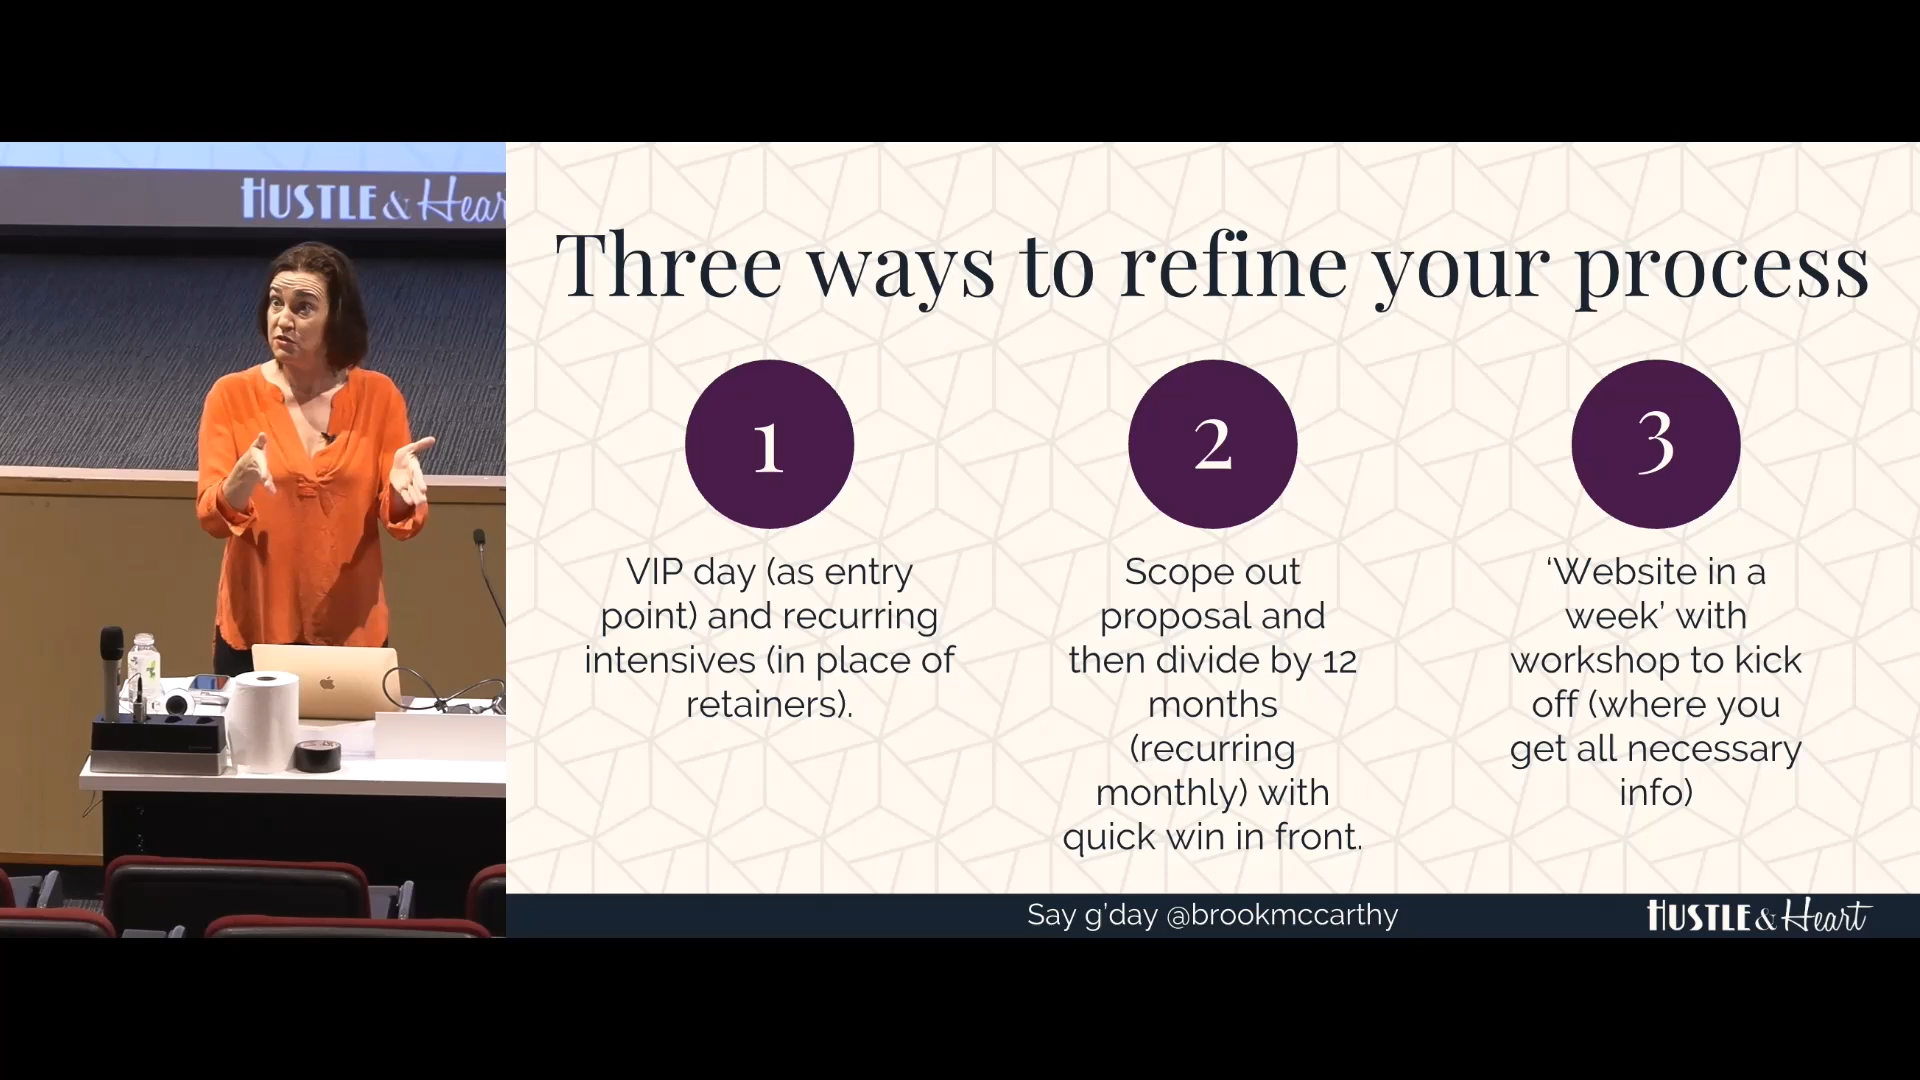 HUSTLE & Hear
Three ways to refine your process
1
VIP day (as entry
point) and recurring
intensives (in place of
retainers).
2
Scope out
proposal and
then divide by 12
months
(recurring
monthly) with
quick win in front.
3
‘Website in a
week’ with
workshop to kick
off (where you
get all necessary
info)
Say g’day @brookmccarthy
HUSTLE & Heart